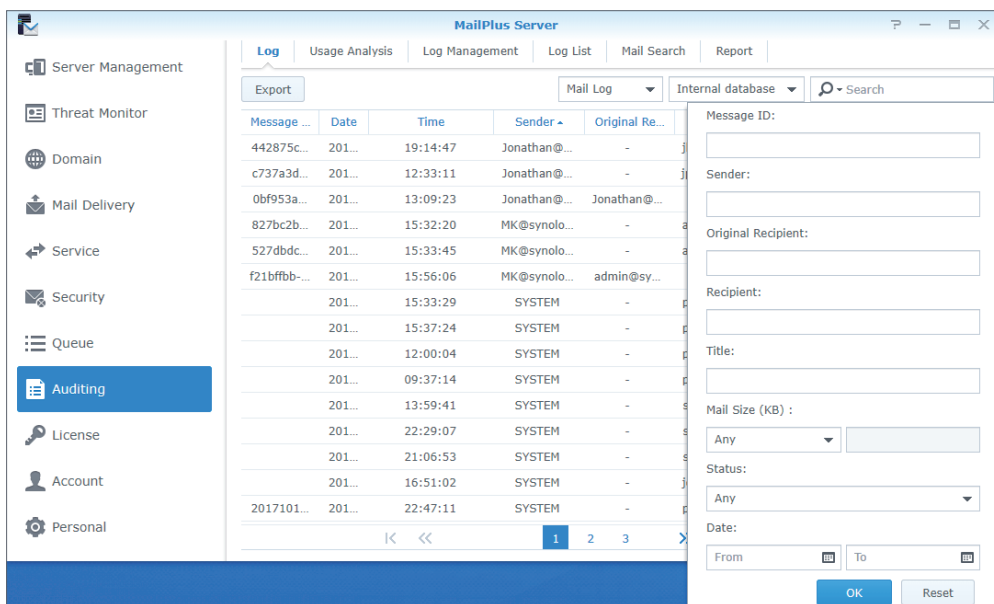 MailPlus Server
Server Management
Threat Monitor
Domain
Mail Delivery
Service
Security
Queue
Auditing
License
Account
Personal
Log Usage Analysis Log Management Log List Mail Search Report
Export Mail Log Internal database Search
Message ... Date Time Sender Original Re...
442875c... 201... 19:14:47 Jonathan@... -
c737a3d... 201... 12:33:11 Jonathan@... -
0bf953a... 201... 13:09:23 Jonathan@... Jonathan@...
827bc2b... 201... 15:32:20 MK@synolo... -
527dbdc... 201... 15:33:45 MK@synolo... -
f21bffbb-... 201... 15:56:06 MK@synolo... admin@sy...
201... 15:33:29 SYSTEM -
201... 15:37:24 SYSTEM -
201... 12:00:04 SYSTEM -
201... 09:37:14 SYSTEM -
201... 13:59:41 SYSTEM -
201... 22:29:07 SYSTEM -
201... 21:06:53 SYSTEM -
201... 16:51:02 SYSTEM -
2017101... 201... 22:47:11 SYSTEM -
1 2 3
Message ID:
Sender:
Original Recipient:
Recipient:
Title:
Mail Size (KB) :
Any
Status:
Any
Date:
From To
OK Reset